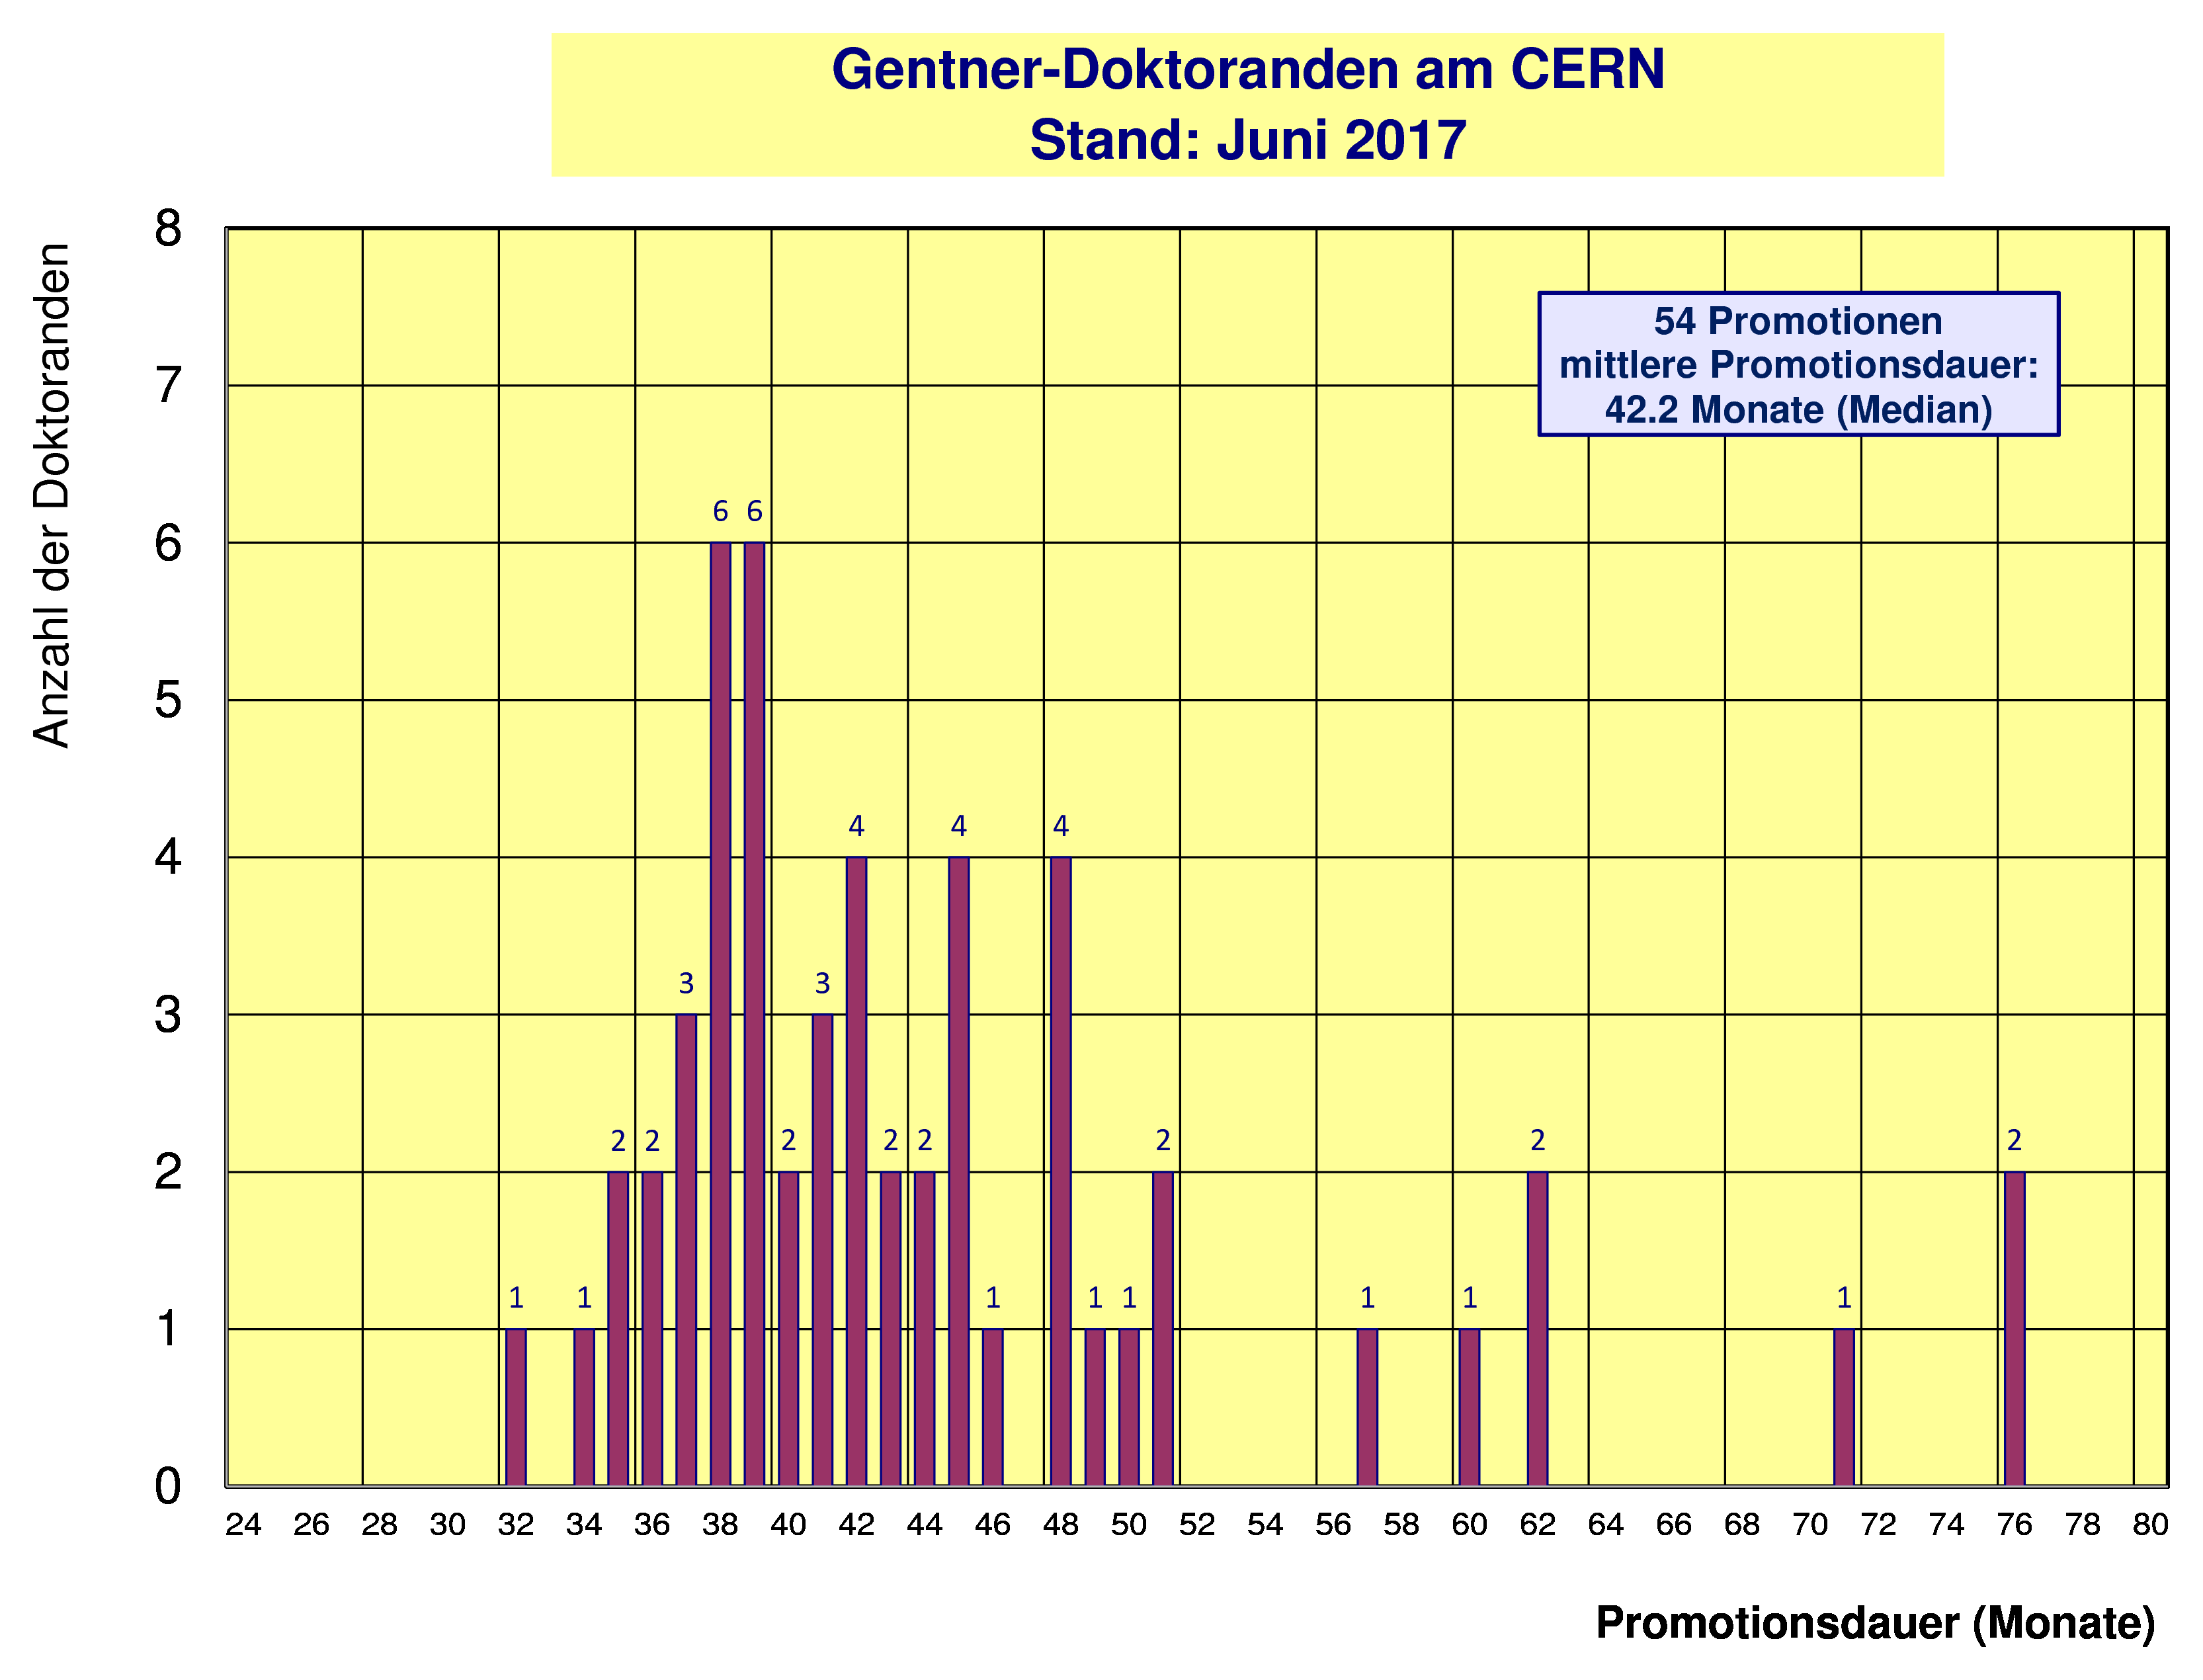 Gentner-Doktoranden am CERN
Stand: Juni 2017
Anzahl der Doktoranden
54 Promotionen
mittlere Promotionsdauer:
42.2 Monate (Median)
8
7
6
5
4
3
2
1
0
6 6
4 4 4
3 3
2 2 2 2 2 2 2 2
1 1 1 1 1 1 1 1
24 26 28 30 32 34 36 38 40 42 44 46 48 50 52 54 56 58 60 62 64 66 68 70 72 74 76 78 80
Promotionsdauer (Monate)